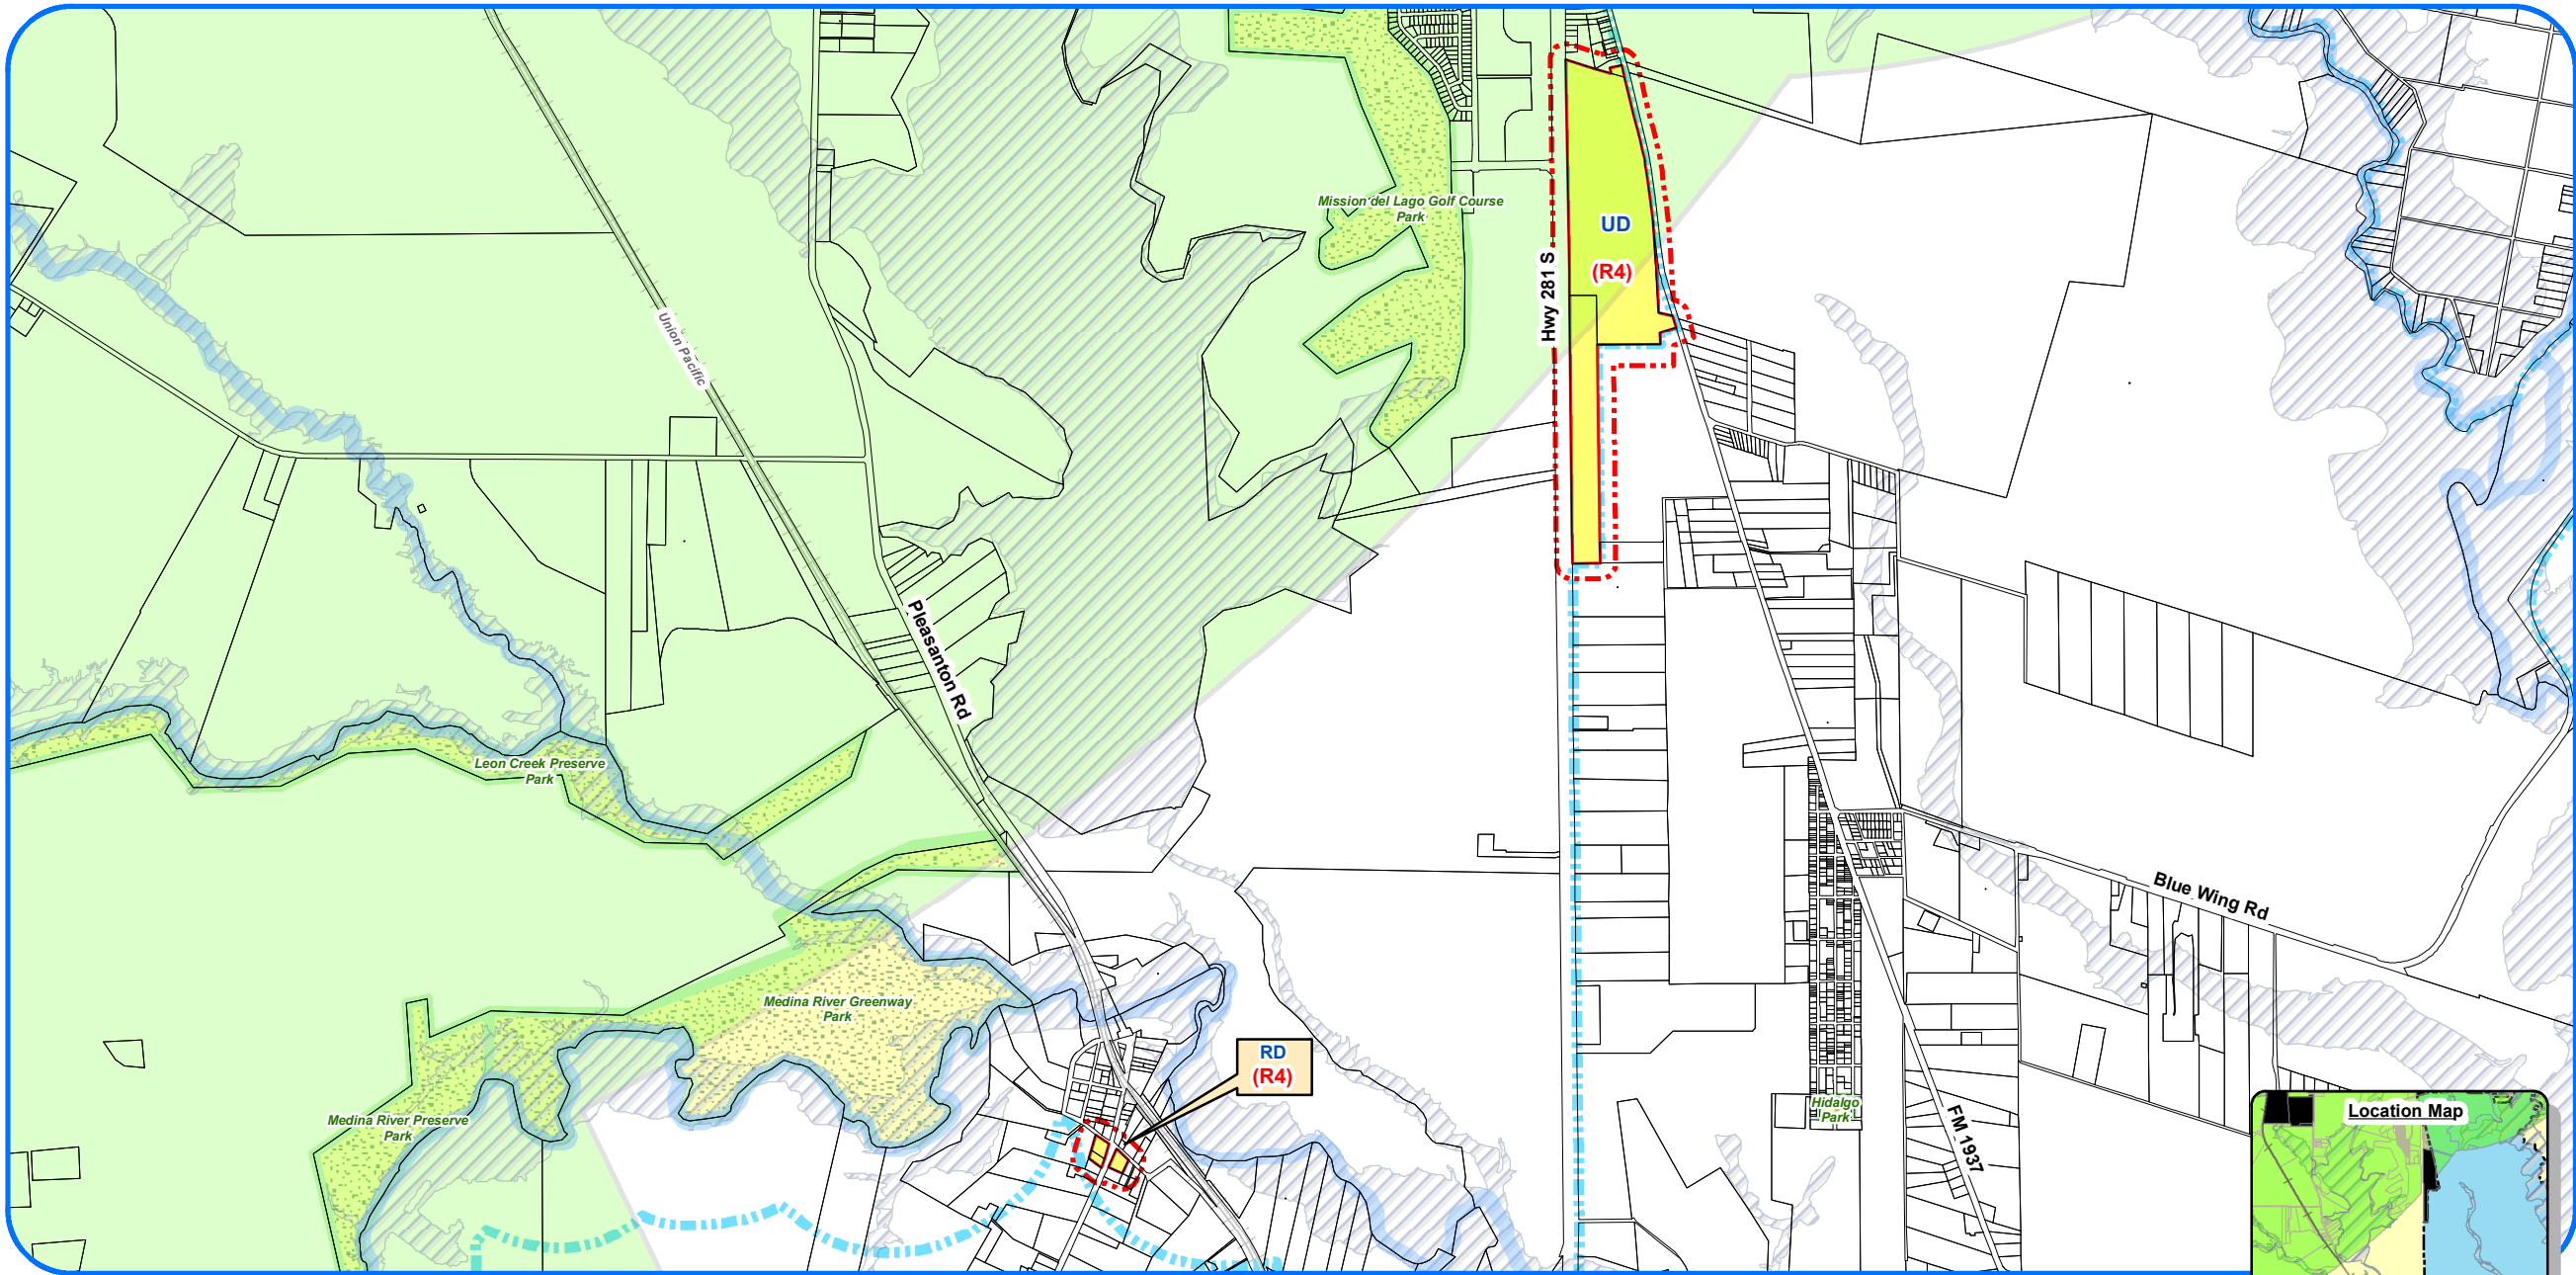 Mission del Lago Golf Course
Park
UD
(R4)
Hwy 281 S
Union Pacific
Pleasanton Rd
Leon Creek Preserve
Park
Blue Wing Rd
Medina River Greenway
Park
RD
(R4)
Medina River Preserve
Park
Hidalgo
Park
FM 1937
Location Map